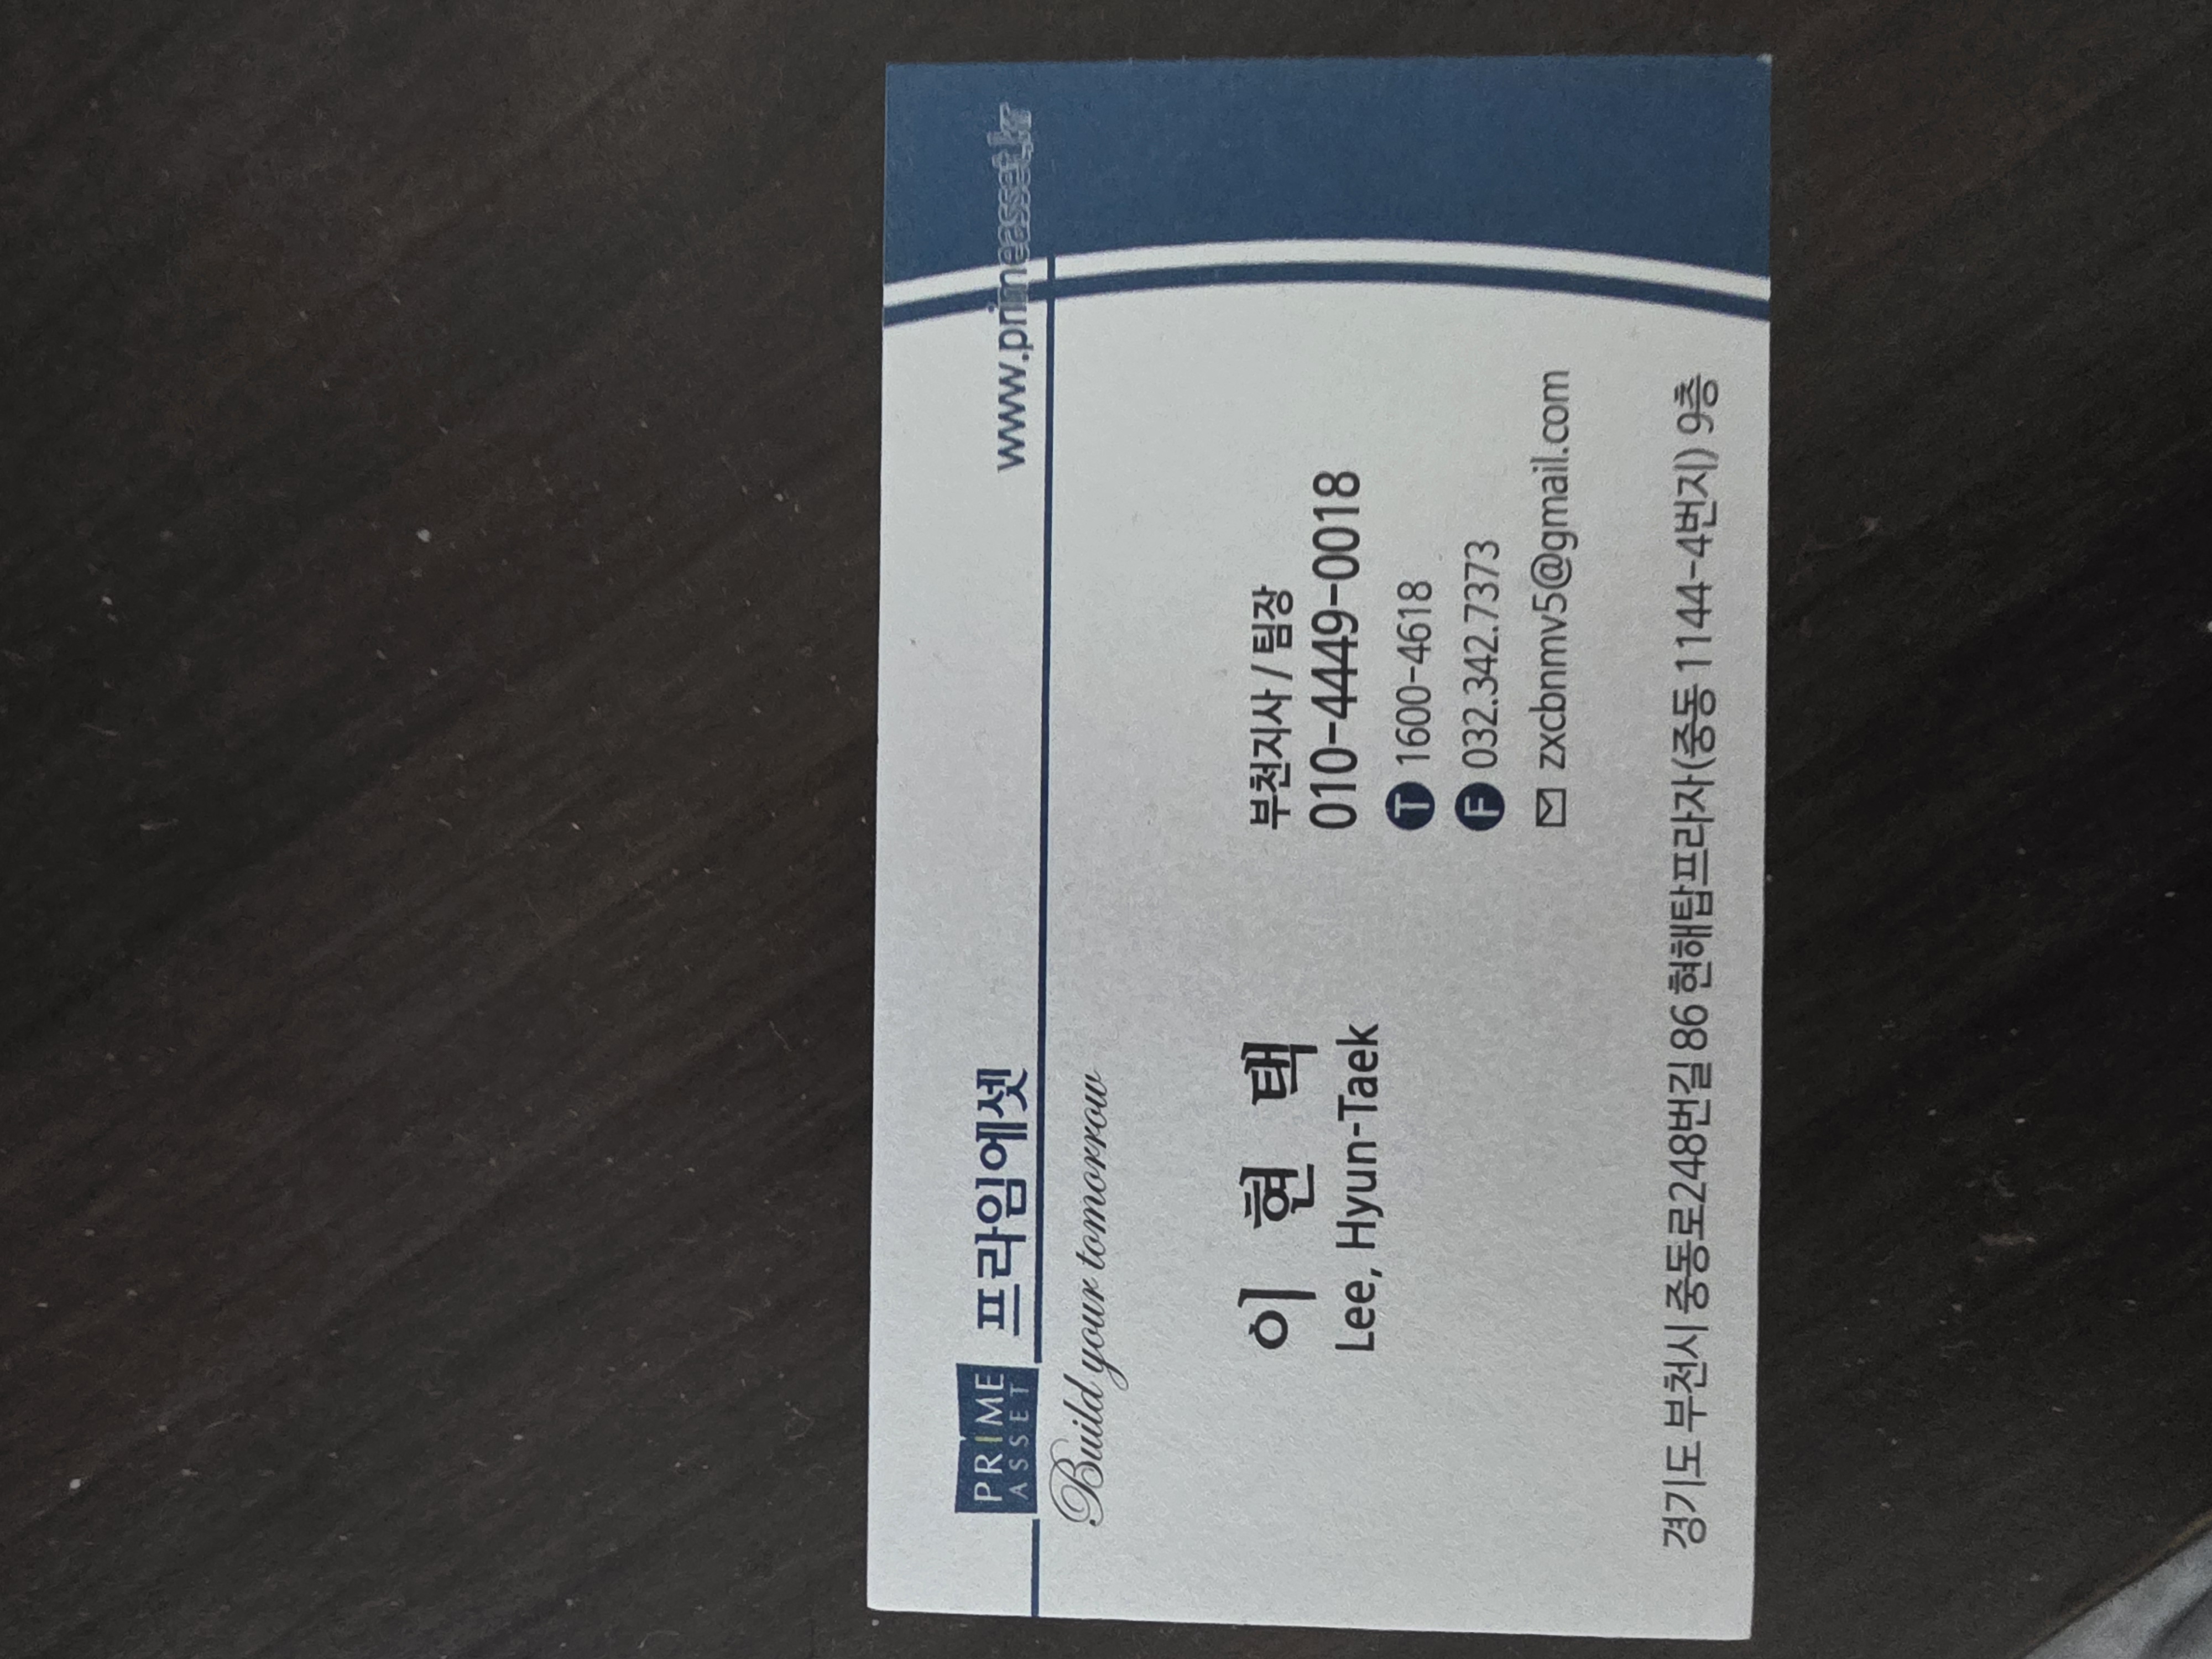 PRIME
ASSET
프라임에셋
www.primeasset.kr
Build your tomorrow
이 현 택
Lee, Hyun-Taek
부천지사 / 팀장
010-4449-0018
T 1600-4618
F 032.342.7373
zxcbnmv5@gmail.com
경기도 부천시 중동로248번길 86 현해탑프라자(중동 1144-4번지) 9층